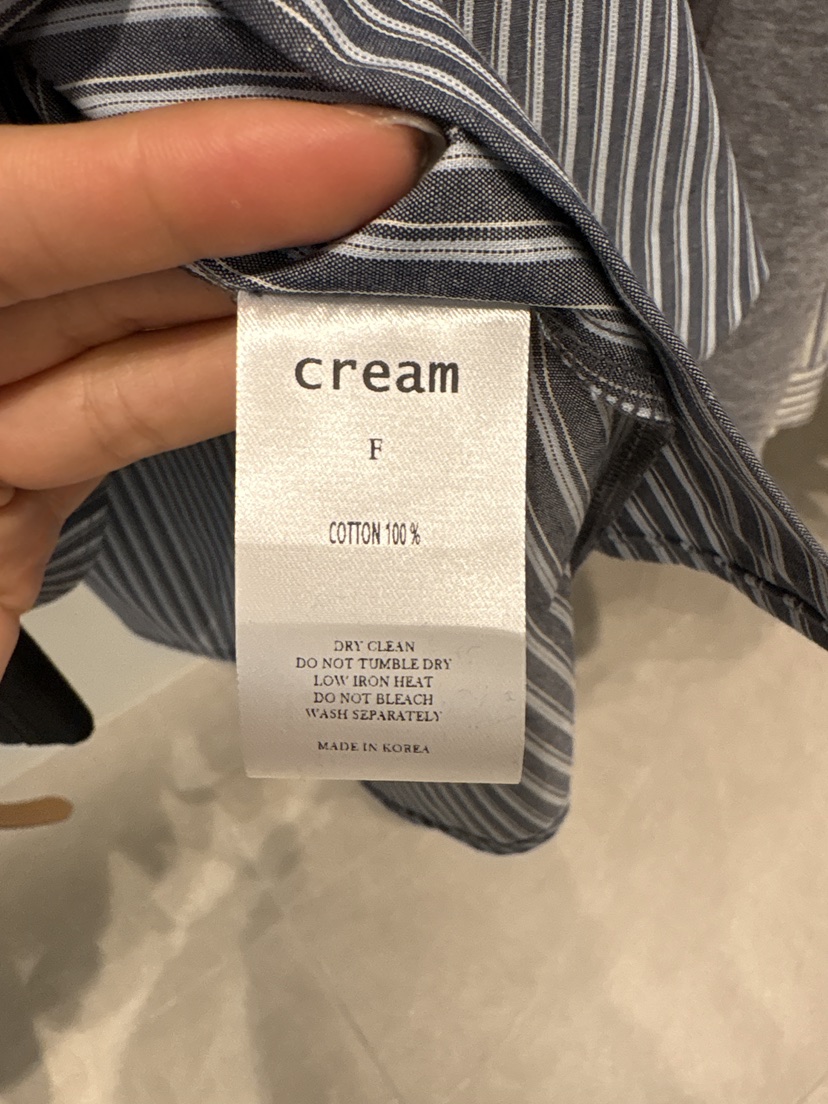 cream
F
COTTON 100 %
DRY CLEAN
DO NOT TUMBLE DRY
LOW IRON HEAT
DO NOT BLEACH
WASH SEPARATELY
MADE IN KOREA